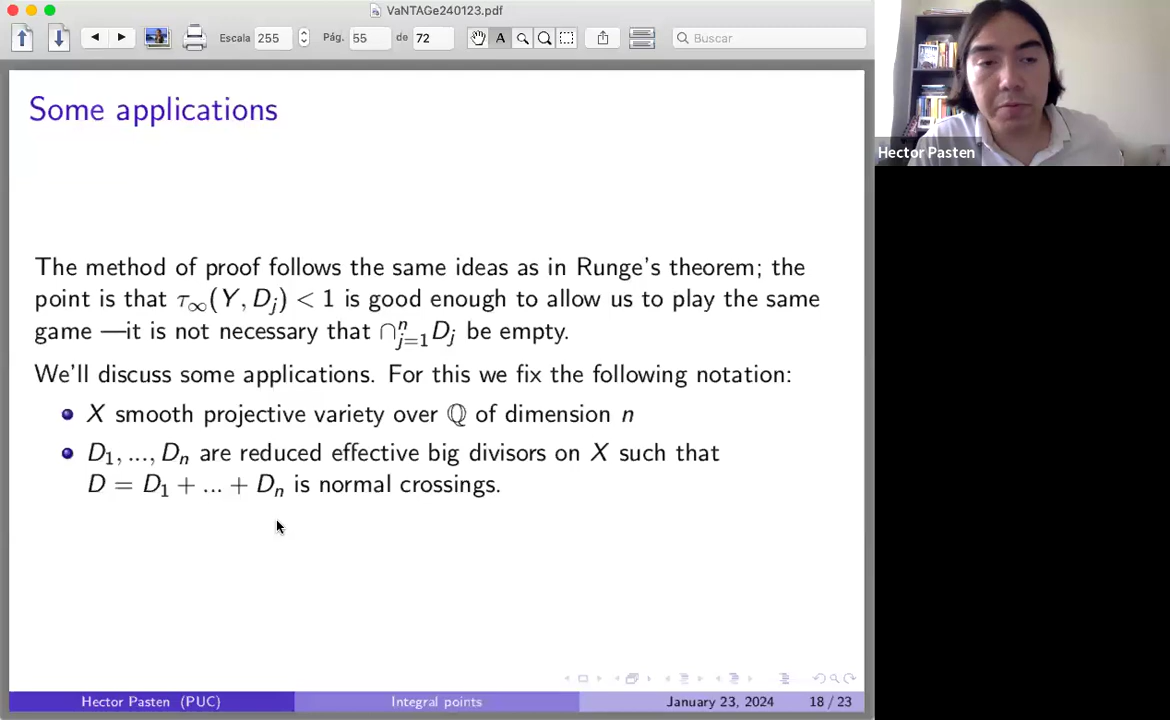 VaNTAGe240123.pdf
Escala 255 Pág. 55 de 72 A Buscar
Some applications
The method of proof follows the same ideas as in Runge's theorem; the
point is that τ∞(Y, Dj) < 1 is good enough to allow us to play the same
game —it is not necessary that ∩ⁿj=1 Dj be empty.
We'll discuss some applications. For this we fix the following notation:
X smooth projective variety over ℚ of dimension n
D1, ..., Dn are reduced effective big divisors on X such that
D = D1 + ... + Dn is normal crossings.
Hector Pasten (PUC) Integral points January 23, 2024 18 / 23
Hector Pasten